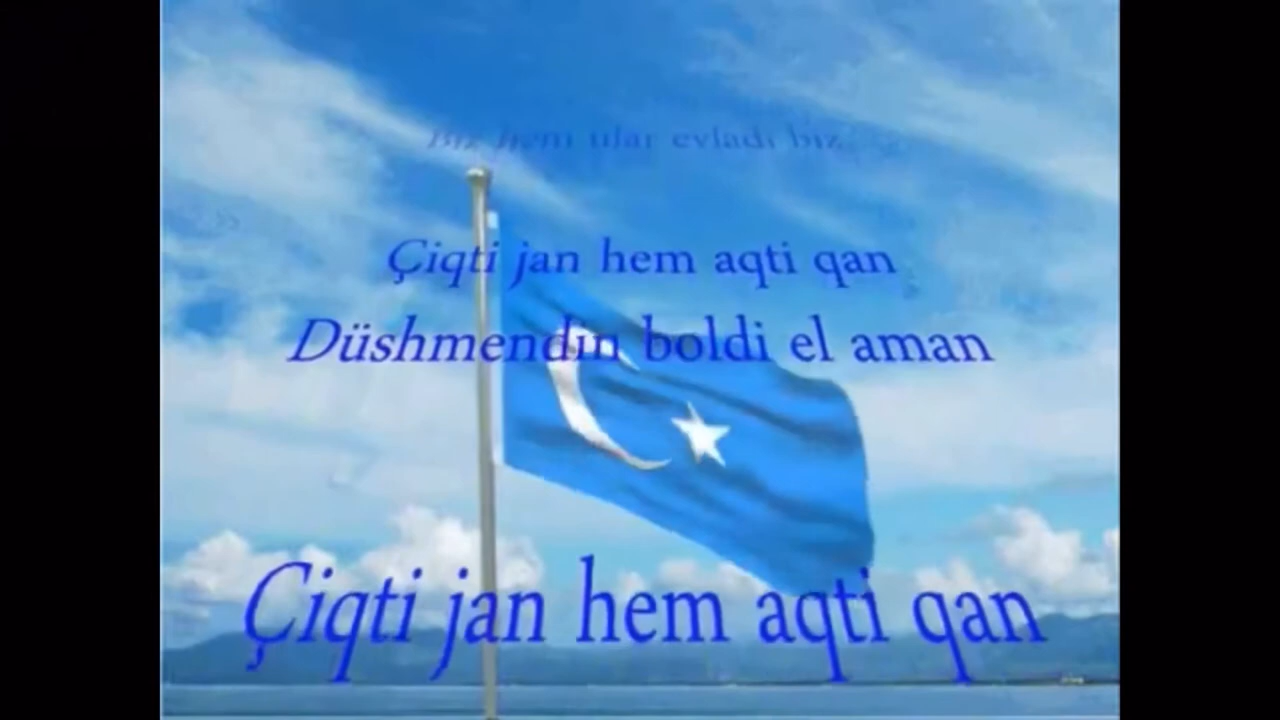 Biz hem ular evladi biz
Çiqti jan hem aqti qan
Düshmendin boldi el aman
Çiqti jan hem aqti qan